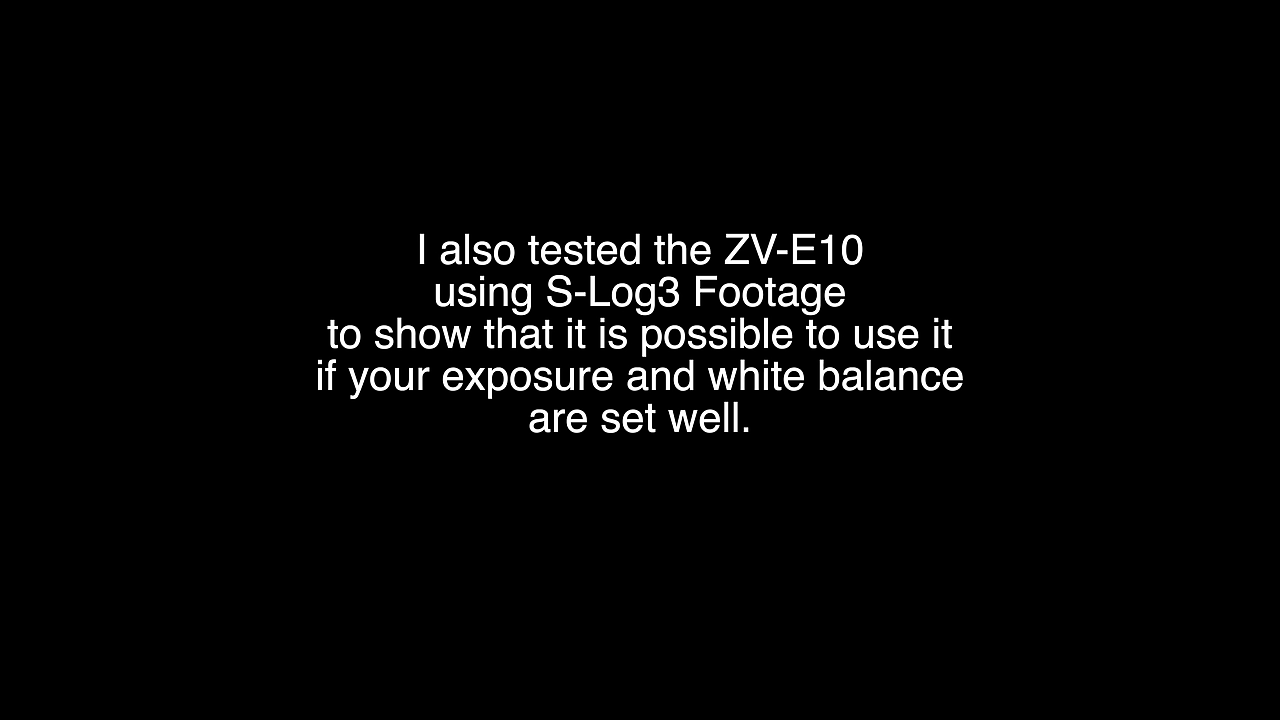 I also tested the ZV-E10
using S-Log3 Footage
to show that it is possible to use it
if your exposure and white balance
are set well.